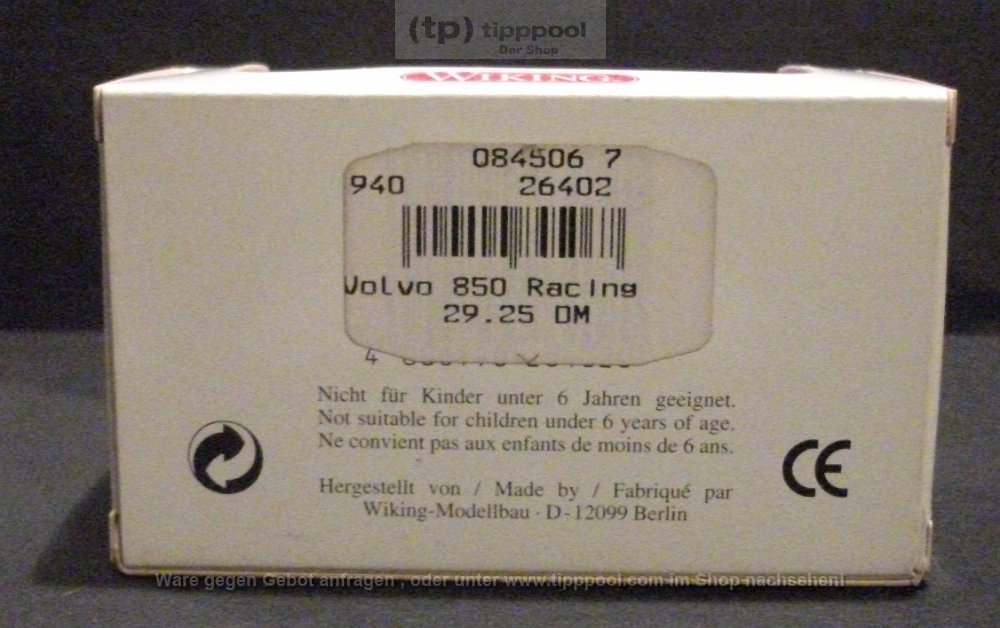 (tp) tipppool
Der Shop
WIKING
084506 7
940 26402
Volvo 850 Racing
29.25 DM
4
Nicht für Kinder unter 6 Jahren geeignet.
Not suitable for children under 6 years of age.
Ne convient pas aux enfants de moins de 6 ans.
CE
Hergestellt von / Made by / Fabriqué par
Wiking-Modellbau · D-12099 Berlin
Ware gegen Gebot anfragen , oder unter www.tipppool.com im Shop nachsehen!